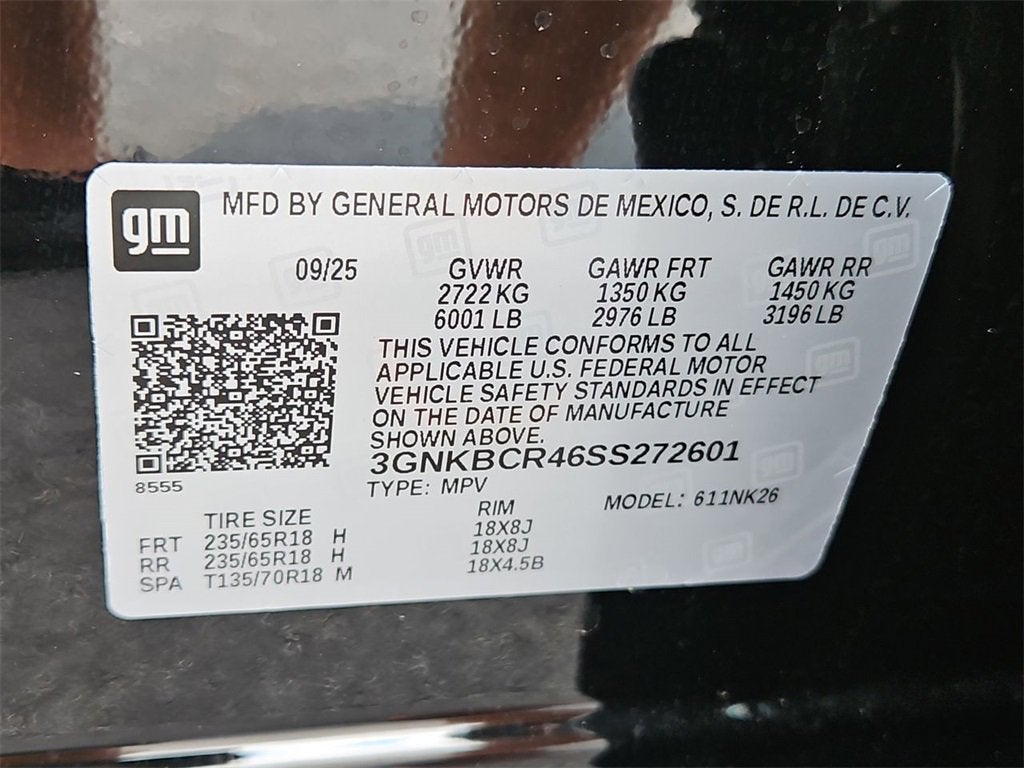 gm
MFD BY GENERAL MOTORS DE MEXICO, S. DE R.L. DE C.V.
09/25 GVWR GAWR FRT GAWR RR
2722 KG 1350 KG 1450 KG
6001 LB 2976 LB 3196 LB
THIS VEHICLE CONFORMS TO ALL
APPLICABLE U.S. FEDERAL MOTOR
VEHICLE SAFETY STANDARDS IN EFFECT
ON THE DATE OF MANUFACTURE
SHOWN ABOVE.
3GNKBCR46SS272601
8555
TYPE: MPV MODEL: 611NK26
TIRE SIZE RIM
FRT 235/65R18 H 18X8J
RR 235/65R18 H 18X8J
SPA T135/70R18 M 18X4.5B